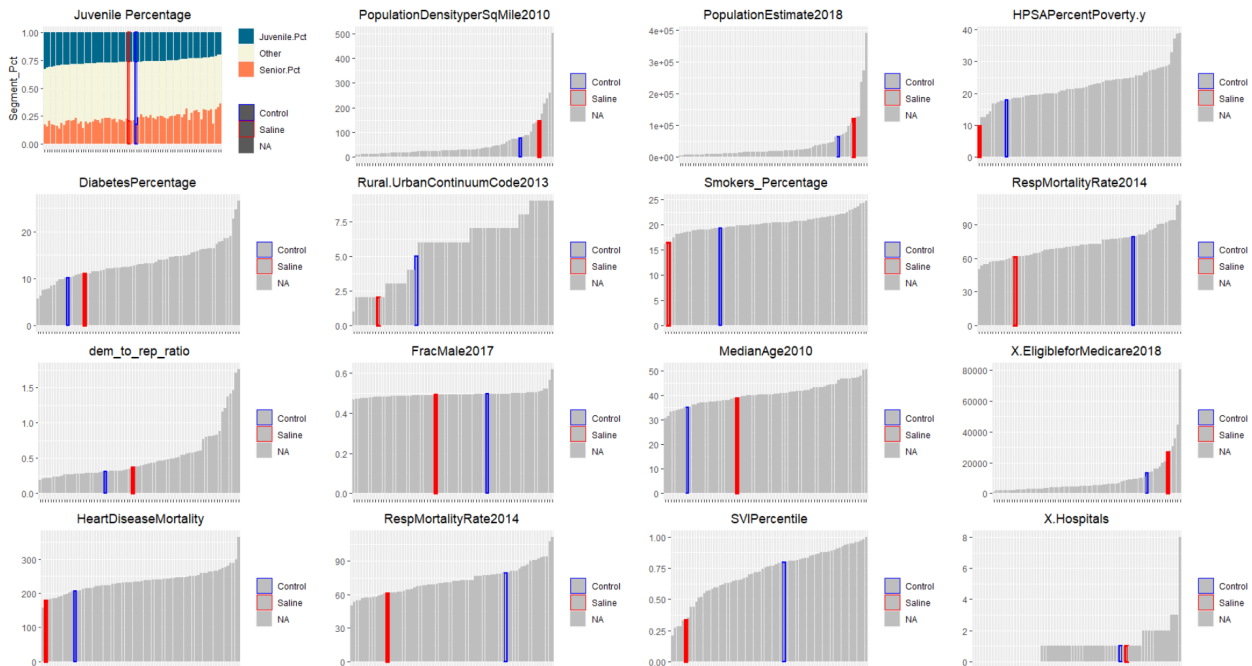 Juvenile Percentage
Segment_Pct
1.00
0.75
0.50
0.25
0.00
Juvenile.Pct
Other
Senior.Pct
Control
Saline
NA
PopulationDensityperSqMile2010
500
400
300
200
100
0
Control
Saline
NA
PopulationEstimate2018
4e+05
3e+05
2e+05
1e+05
0e+00
Control
Saline
NA
HPSAPercentPoverty.y
40
30
20
10
0
Control
Saline
NA
DiabetesPercentage
20
10
0
Control
Saline
NA
Rural.UrbanContinuumCode2013
7.5
5.0
2.5
0.0
Control
Saline
NA
Smokers_Percentage
25
20
15
10
5
0
Control
Saline
NA
RespMortalityRate2014
90
60
30
0
Control
Saline
NA
dem_to_rep_ratio
1.5
1.0
0.5
0.0
Control
Saline
NA
FracMale2017
0.6
0.4
0.2
0.0
Control
Saline
NA
MedianAge2010
50
40
30
20
10
0
Control
Saline
NA
X.EligibleforMedicare2018
80000
60000
40000
20000
0
Control
Saline
NA
HeartDiseaseMortality
300
200
100
0
Control
Saline
NA
RespMortalityRate2014
90
60
30
0
Control
Saline
NA
SVIPercentile
1.00
0.75
0.50
0.25
0.00
Control
Saline
NA
X.Hospitals
8
6
4
2
0
Control
Saline
NA